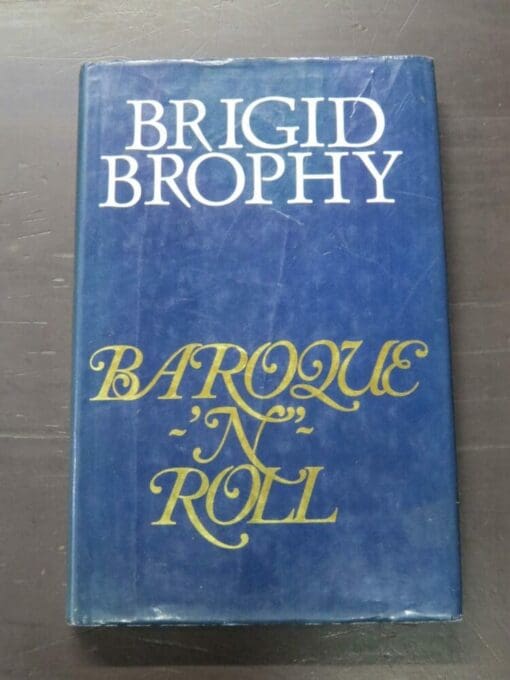 BRIGID
BROPHY
BAROQUE
-'N''-
ROLL